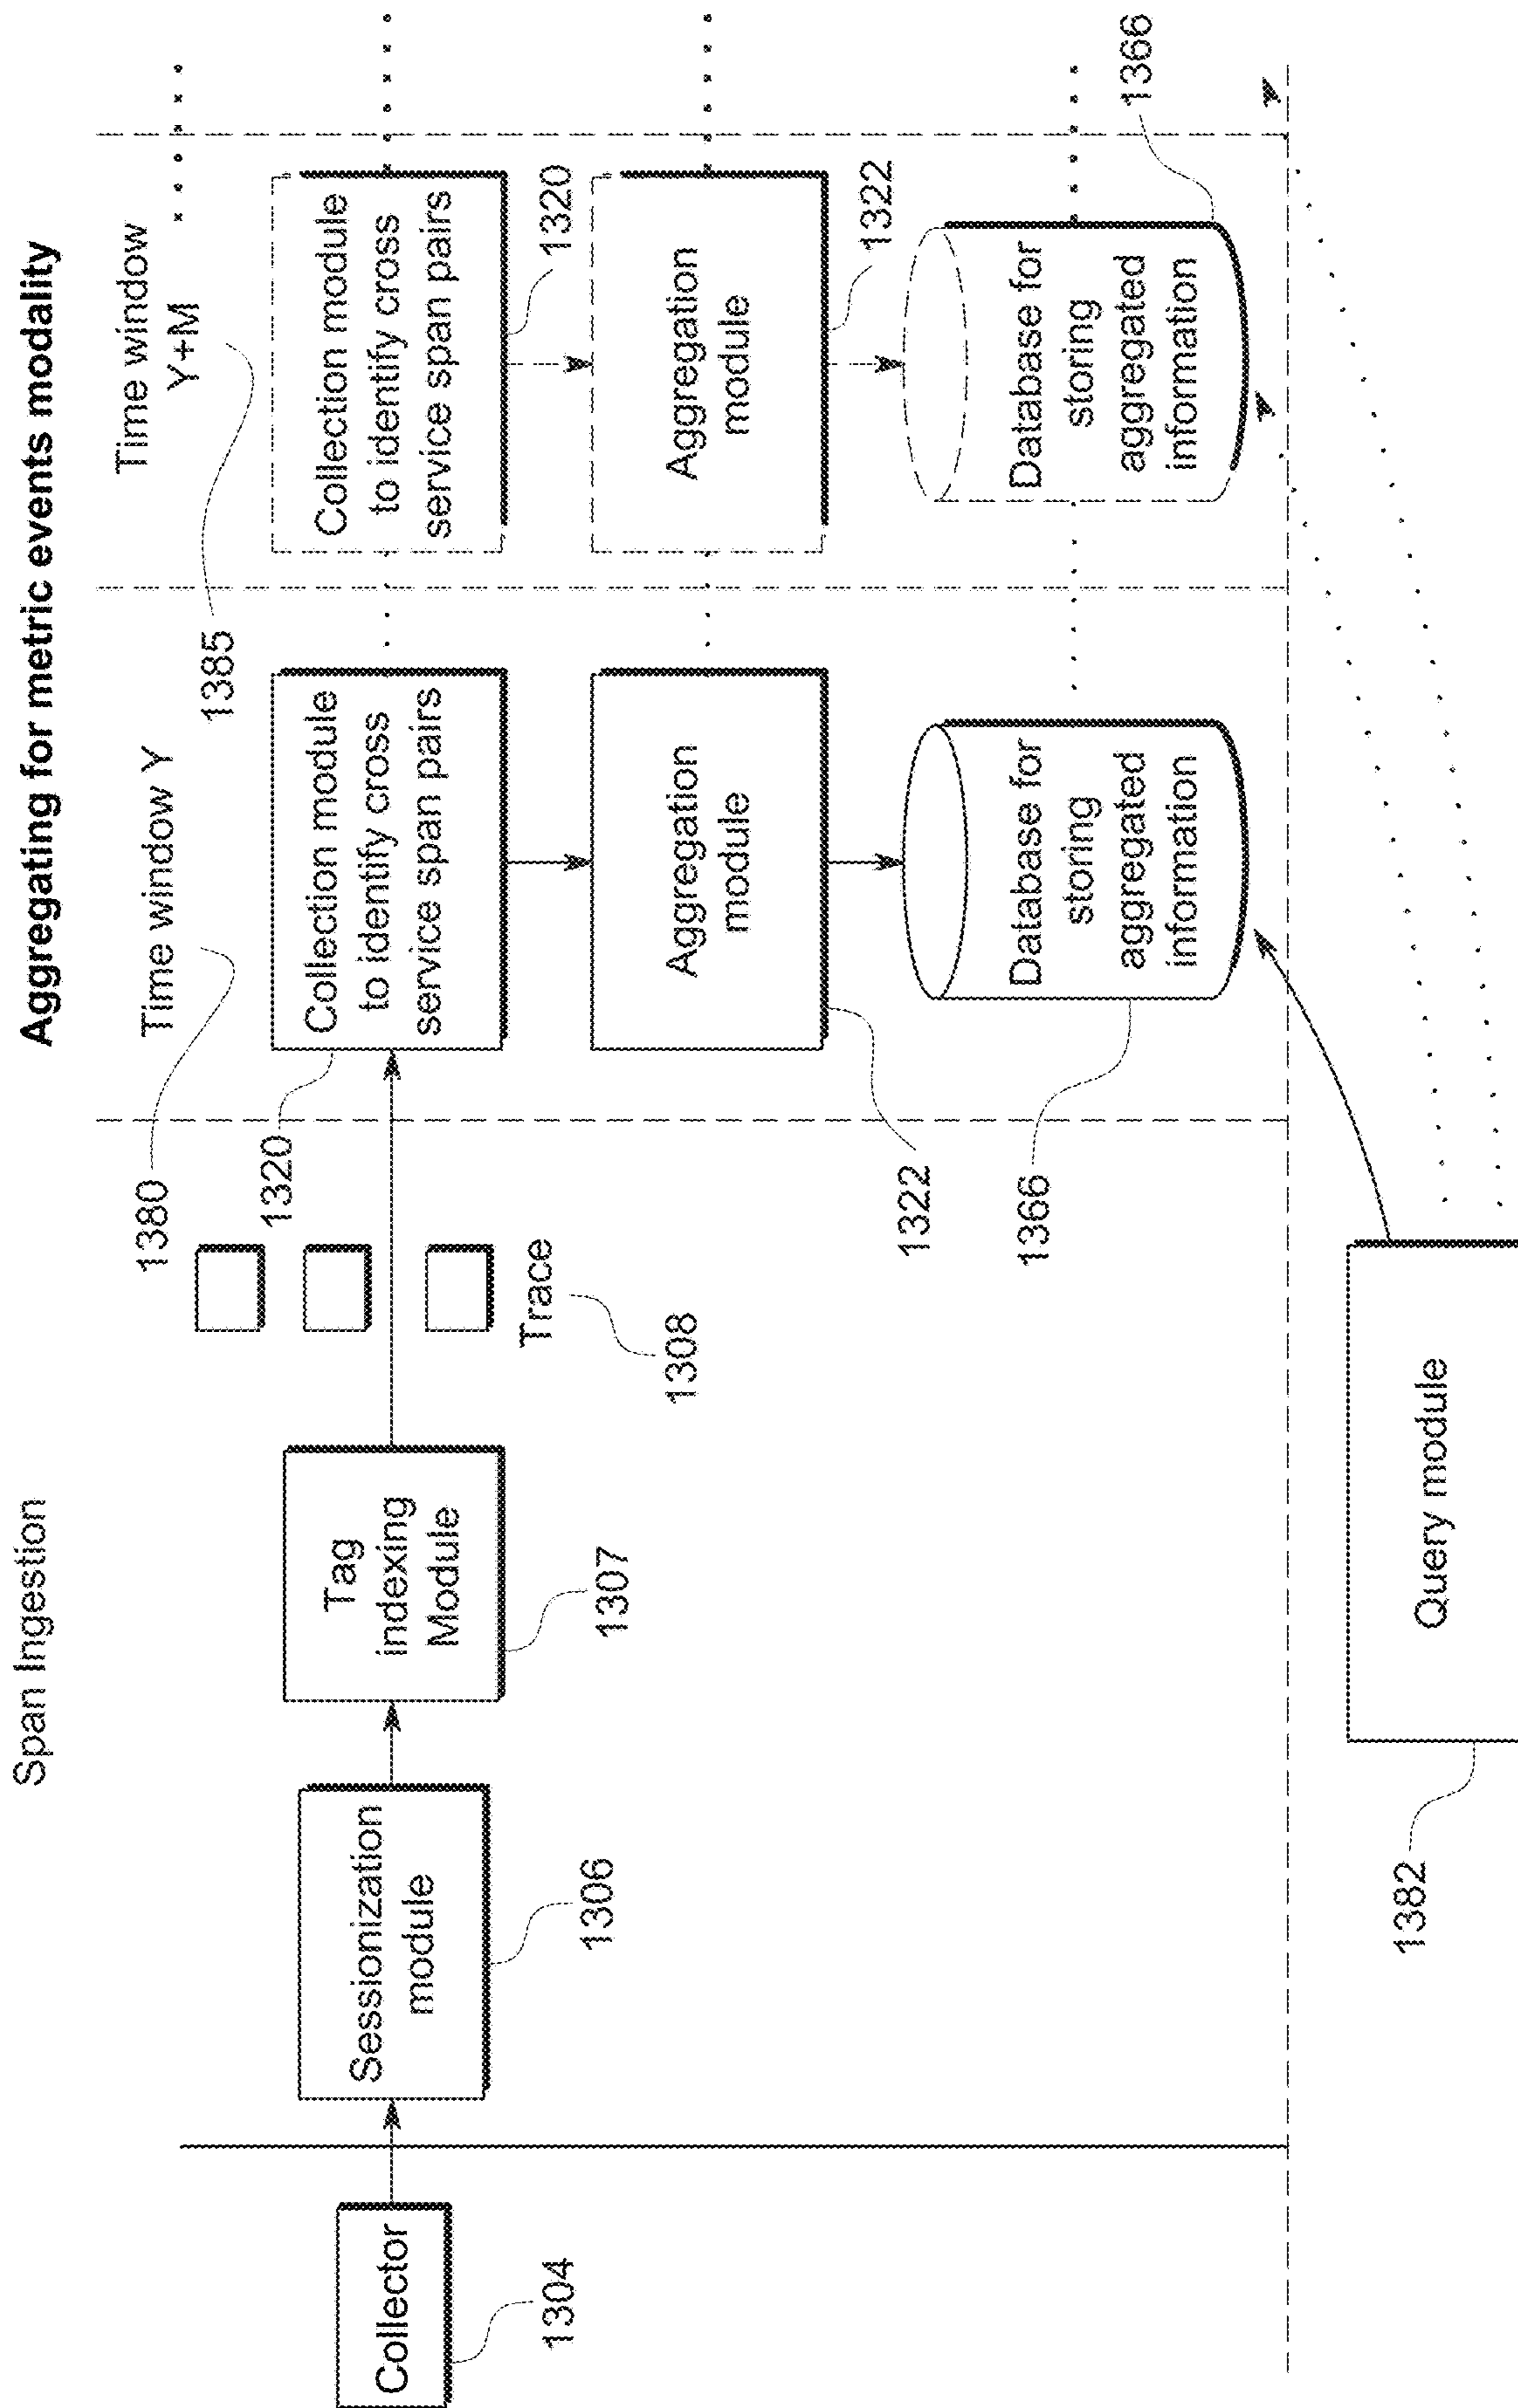 Span Ingestion
Aggregating for metric events modality
Collector
1304
Sessionization
module
1306
Tag
indexing
Module
1307
Trace
1308
Time window Y
1380
Collection module
to identify cross
service span pairs
1320
Aggregation
module
1322
Database for
storing
aggregated
information
1366
Time window
Y+M
1385
Collection module
to identify cross
service span pairs
1320
Aggregation
module
1322
Database for
storing
aggregated
information
1366
Query module
1382